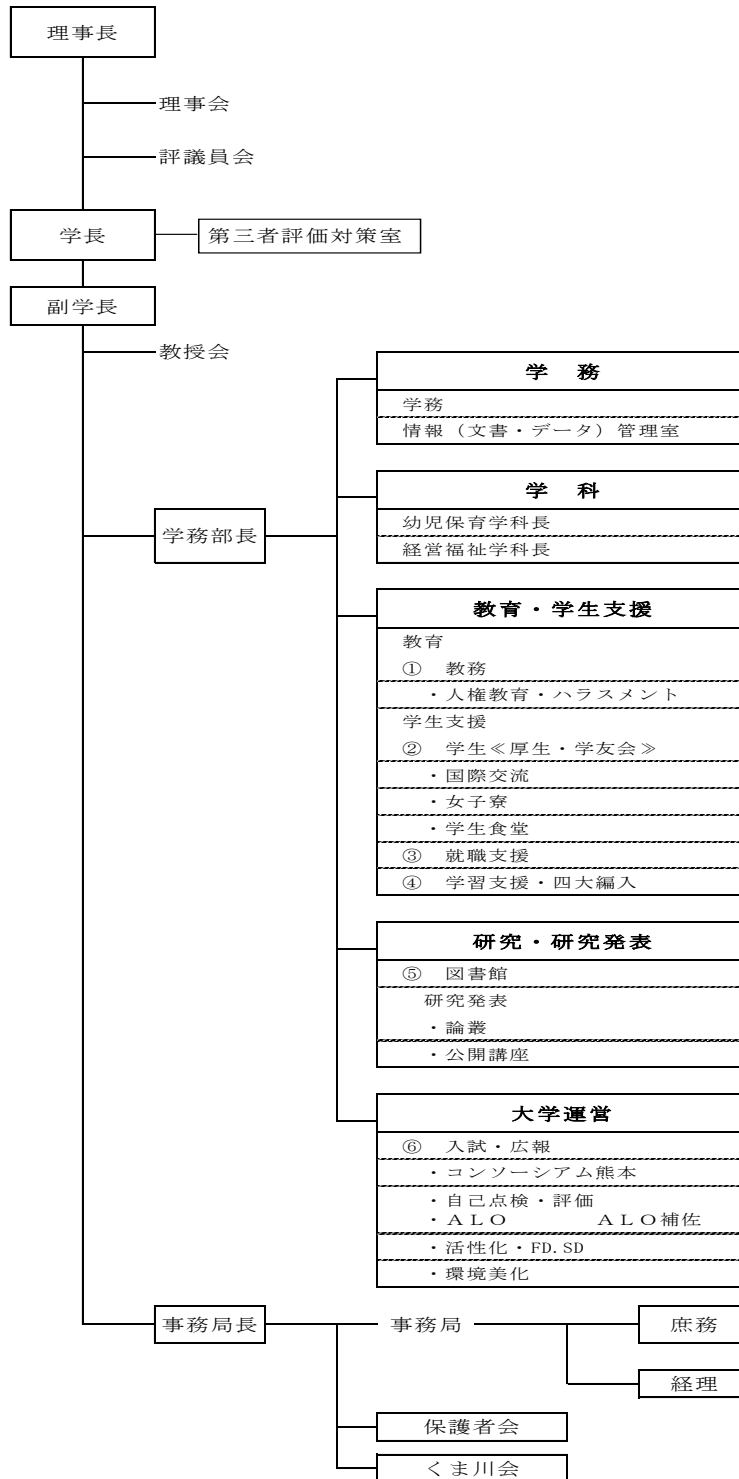 理事長
理事会
評議員会
学長
第三者評価対策室
副学長
教授会
学務部長
学　務
学務
情報（文書・データ）管理室
学　科
幼児保育学科長
経営福祉学科長
教育・学生支援
教育
①　教務
・人権教育・ハラスメント
学生支援
②　学生≪厚生・学友会≫
・国際交流
・女子寮
・学生食堂
③　就職支援
④　学習支援・四大編入
研究・研究発表
⑤　図書館
研究発表
・論叢
・公開講座
大学運営
⑥　入試・広報
・コンソーシアム熊本
・自己点検・評価
・ＡＬＯ　　　ＡＬＯ補佐
・活性化・FD.SD
・環境美化
事務局長
事務局
庶務
経理
保護者会
くま川会